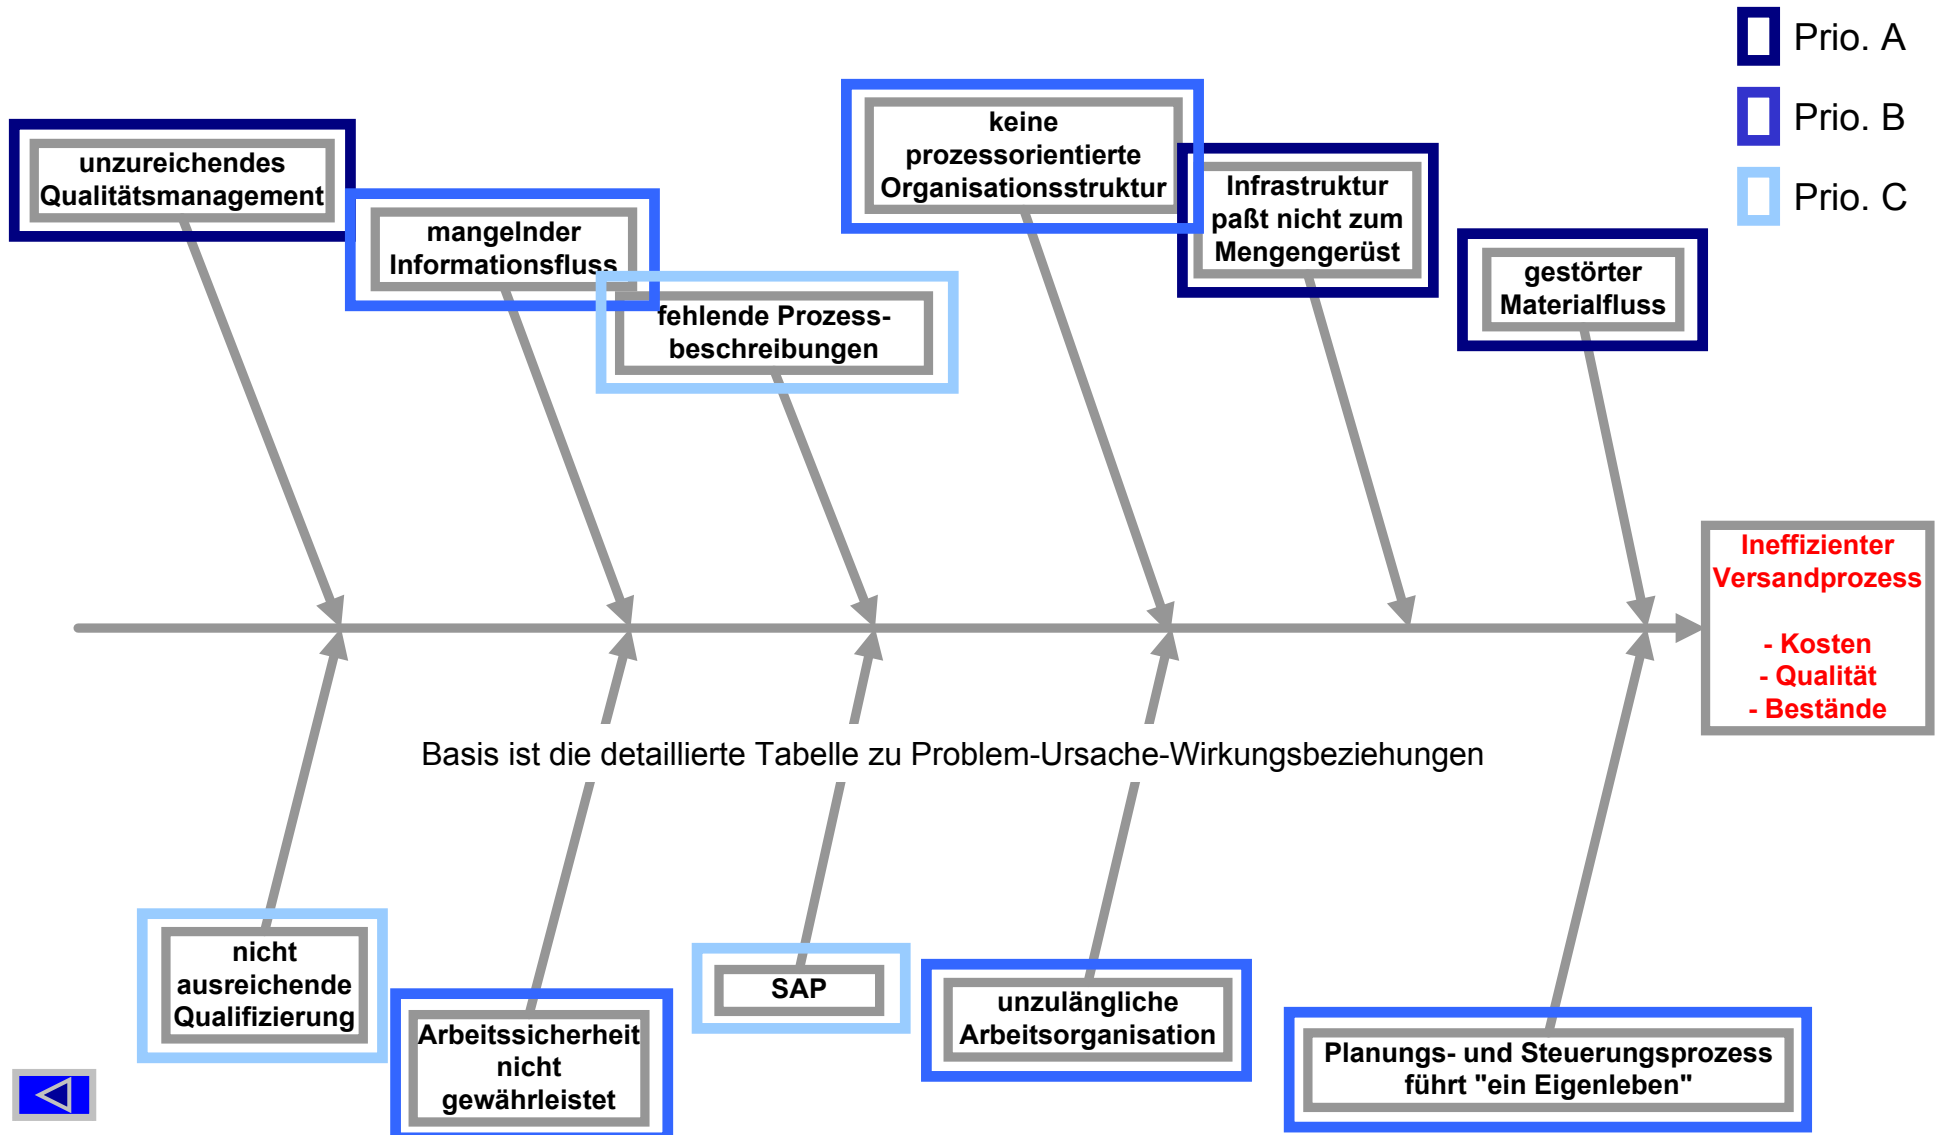 Prio. A
Prio. B
Prio. C
unzureichendes
Qualitätsmanagement
mangelnder
Informationsfluss
fehlende Prozess-
beschreibungen
keine
prozessorientierte
Organisationsstruktur
Infrastruktur
paßt nicht zum
Mengengerüst
gestörter
Materialfluss
Ineffizienter
Versandprozess
- Kosten
- Qualität
- Bestände
Basis ist die detaillierte Tabelle zu Problem-Ursache-Wirkungsbeziehungen
nicht
ausreichende
Qualifizierung
Arbeitssicherheit
nicht
gewährleistet
SAP
unzulängliche
Arbeitsorganisation
Planungs- und Steuerungsprozess
führt "ein Eigenleben"